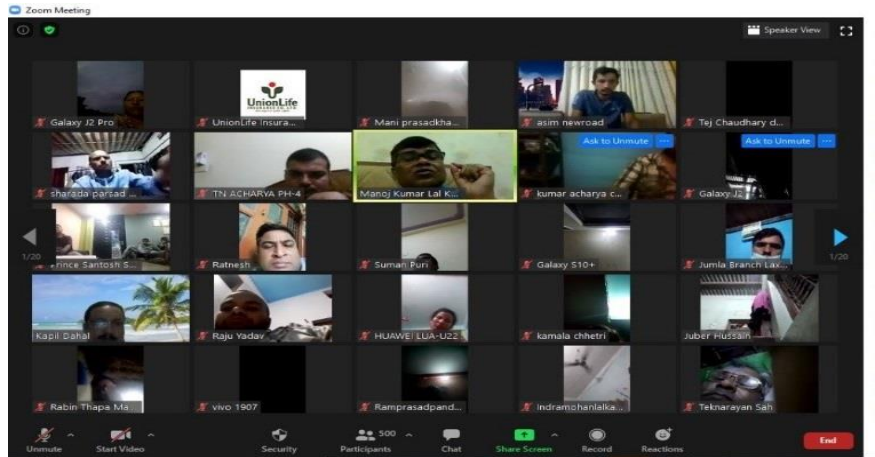 Zoom Meeting
Speaker View
Galaxy J2 Pro
UnionLife
UnionLife Insura...
Mani prasadkha...
asim newroad
Tej Chaudhary d...
Ask to Unmute ...
Ask to Unmute ...
sharada parsad ...
TN ACHARYA PH-4
Manoj Kumar Lal K...
kumar acharya c...
Galaxy J2
1/20
1/20
Prince Santosh S...
Ratnesh
Suman Puri
Galaxy S10+
Jumla Branch Lax...
Kapil Dahal
Raju Yadav
HUAWEI LUA-U22
kamala chhetri
Juber Hussain
Rabin Thapa Ma...
vivo 1907
Ramprasadpand...
Indramohanlalka...
Teknarayan Sah
500
Unmute Start Video Security Participants Chat Share Screen Record Reactions End